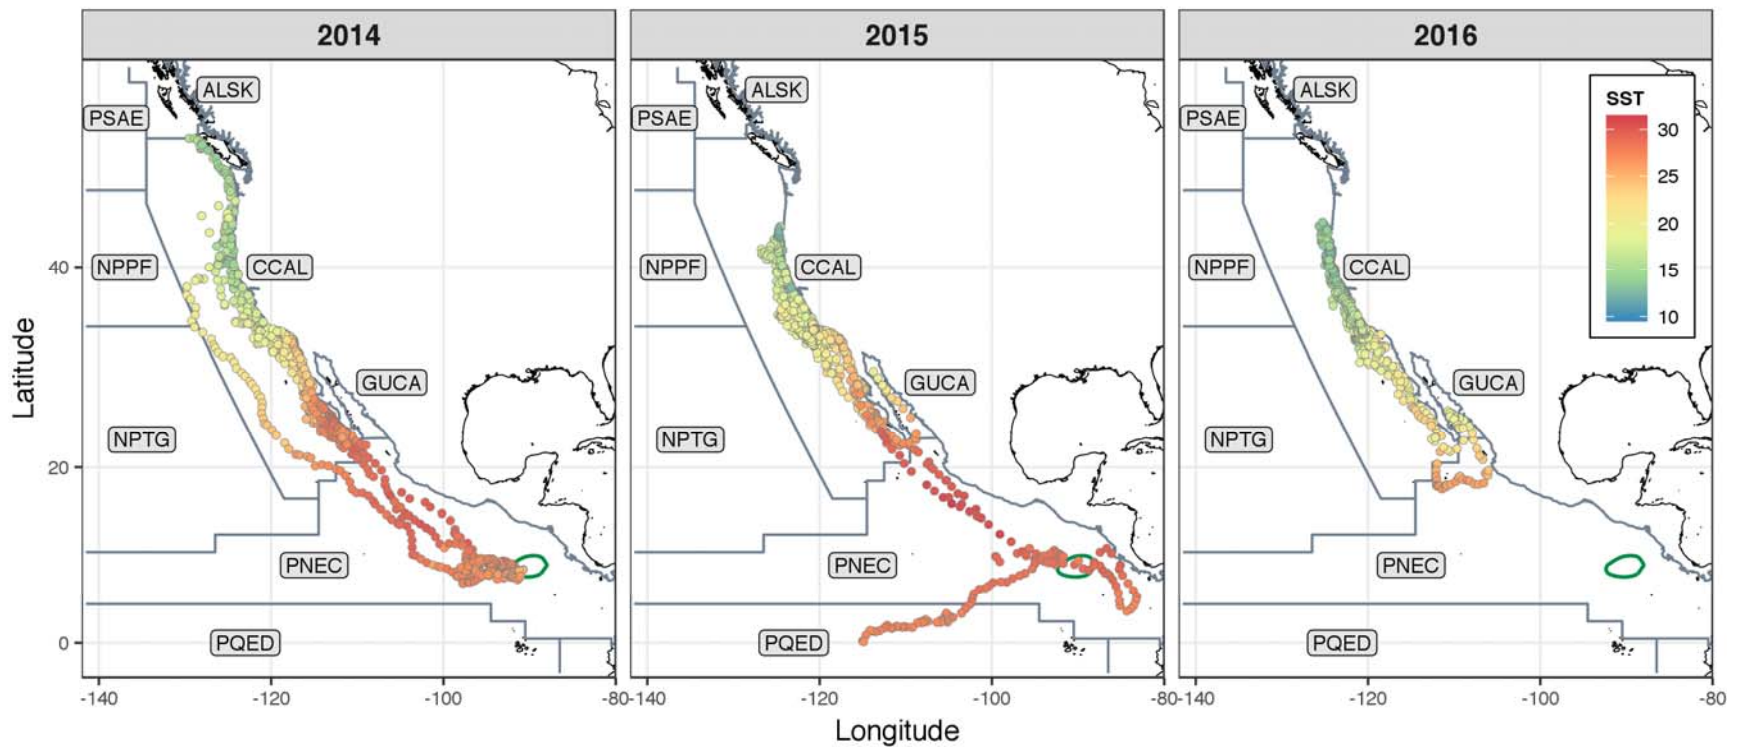 2014 2015 2016
ALSK ALSK ALSK
SST
PSAE PSAE PSAE
30
25
20
15
10
40
NPPF CCAL NPPF CCAL NPPF CCAL
GUCA GUCA GUCA
NPTG NPTG NPTG
20
PNEC PNEC PNEC
0
PQED PQED PQED
-140 -120 -100 -80 -140 -120 -100 -80 -140 -120 -100 -80
Latitude
Longitude